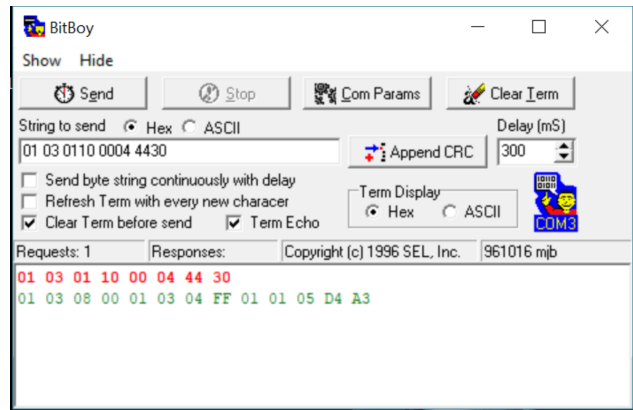 BitBoy
Show Hide
Send Stop Com Params Clear Term
String to send Hex ASCII Delay (mS)
01 03 0110 0004 4430 Append CRC 300
Send byte string continuously with delay
Refresh Term with every new characer
Clear Term before send Term Echo
Term Display
Hex ASCII
1011O
1010
COM3
Requests: 1 Responses: Copyright (c) 1996 SEL, Inc. 961016 mjb
01 03 01 10 00 04 44 30
01 03 08 00 01 03 04 FF 01 01 05 D4 A3